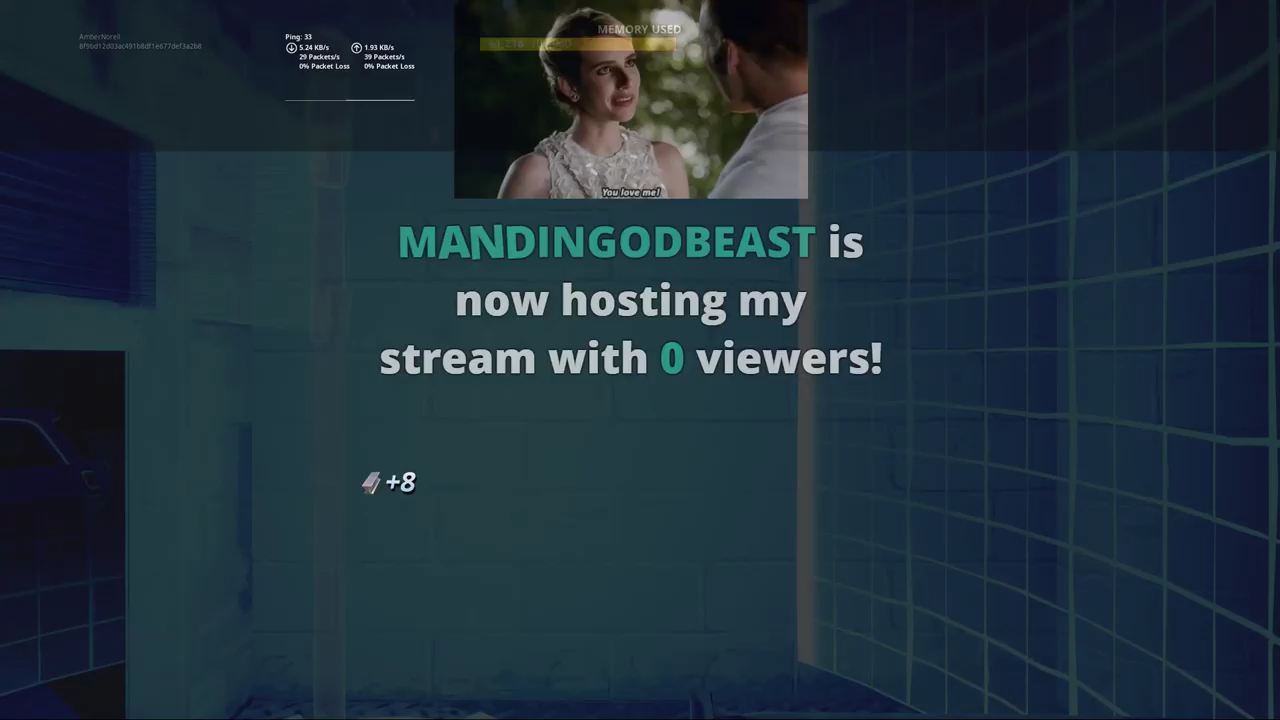 AmberNorell
Ping: 33
5.24 KB/s
1.93 KB/s
29 Packets/s
39 Packets/s
0% Packet Loss
0% Packet Loss
MEMORY USED
You love me!
MANDINGODBEAST is
now hosting my
stream with 0 viewers!
+8